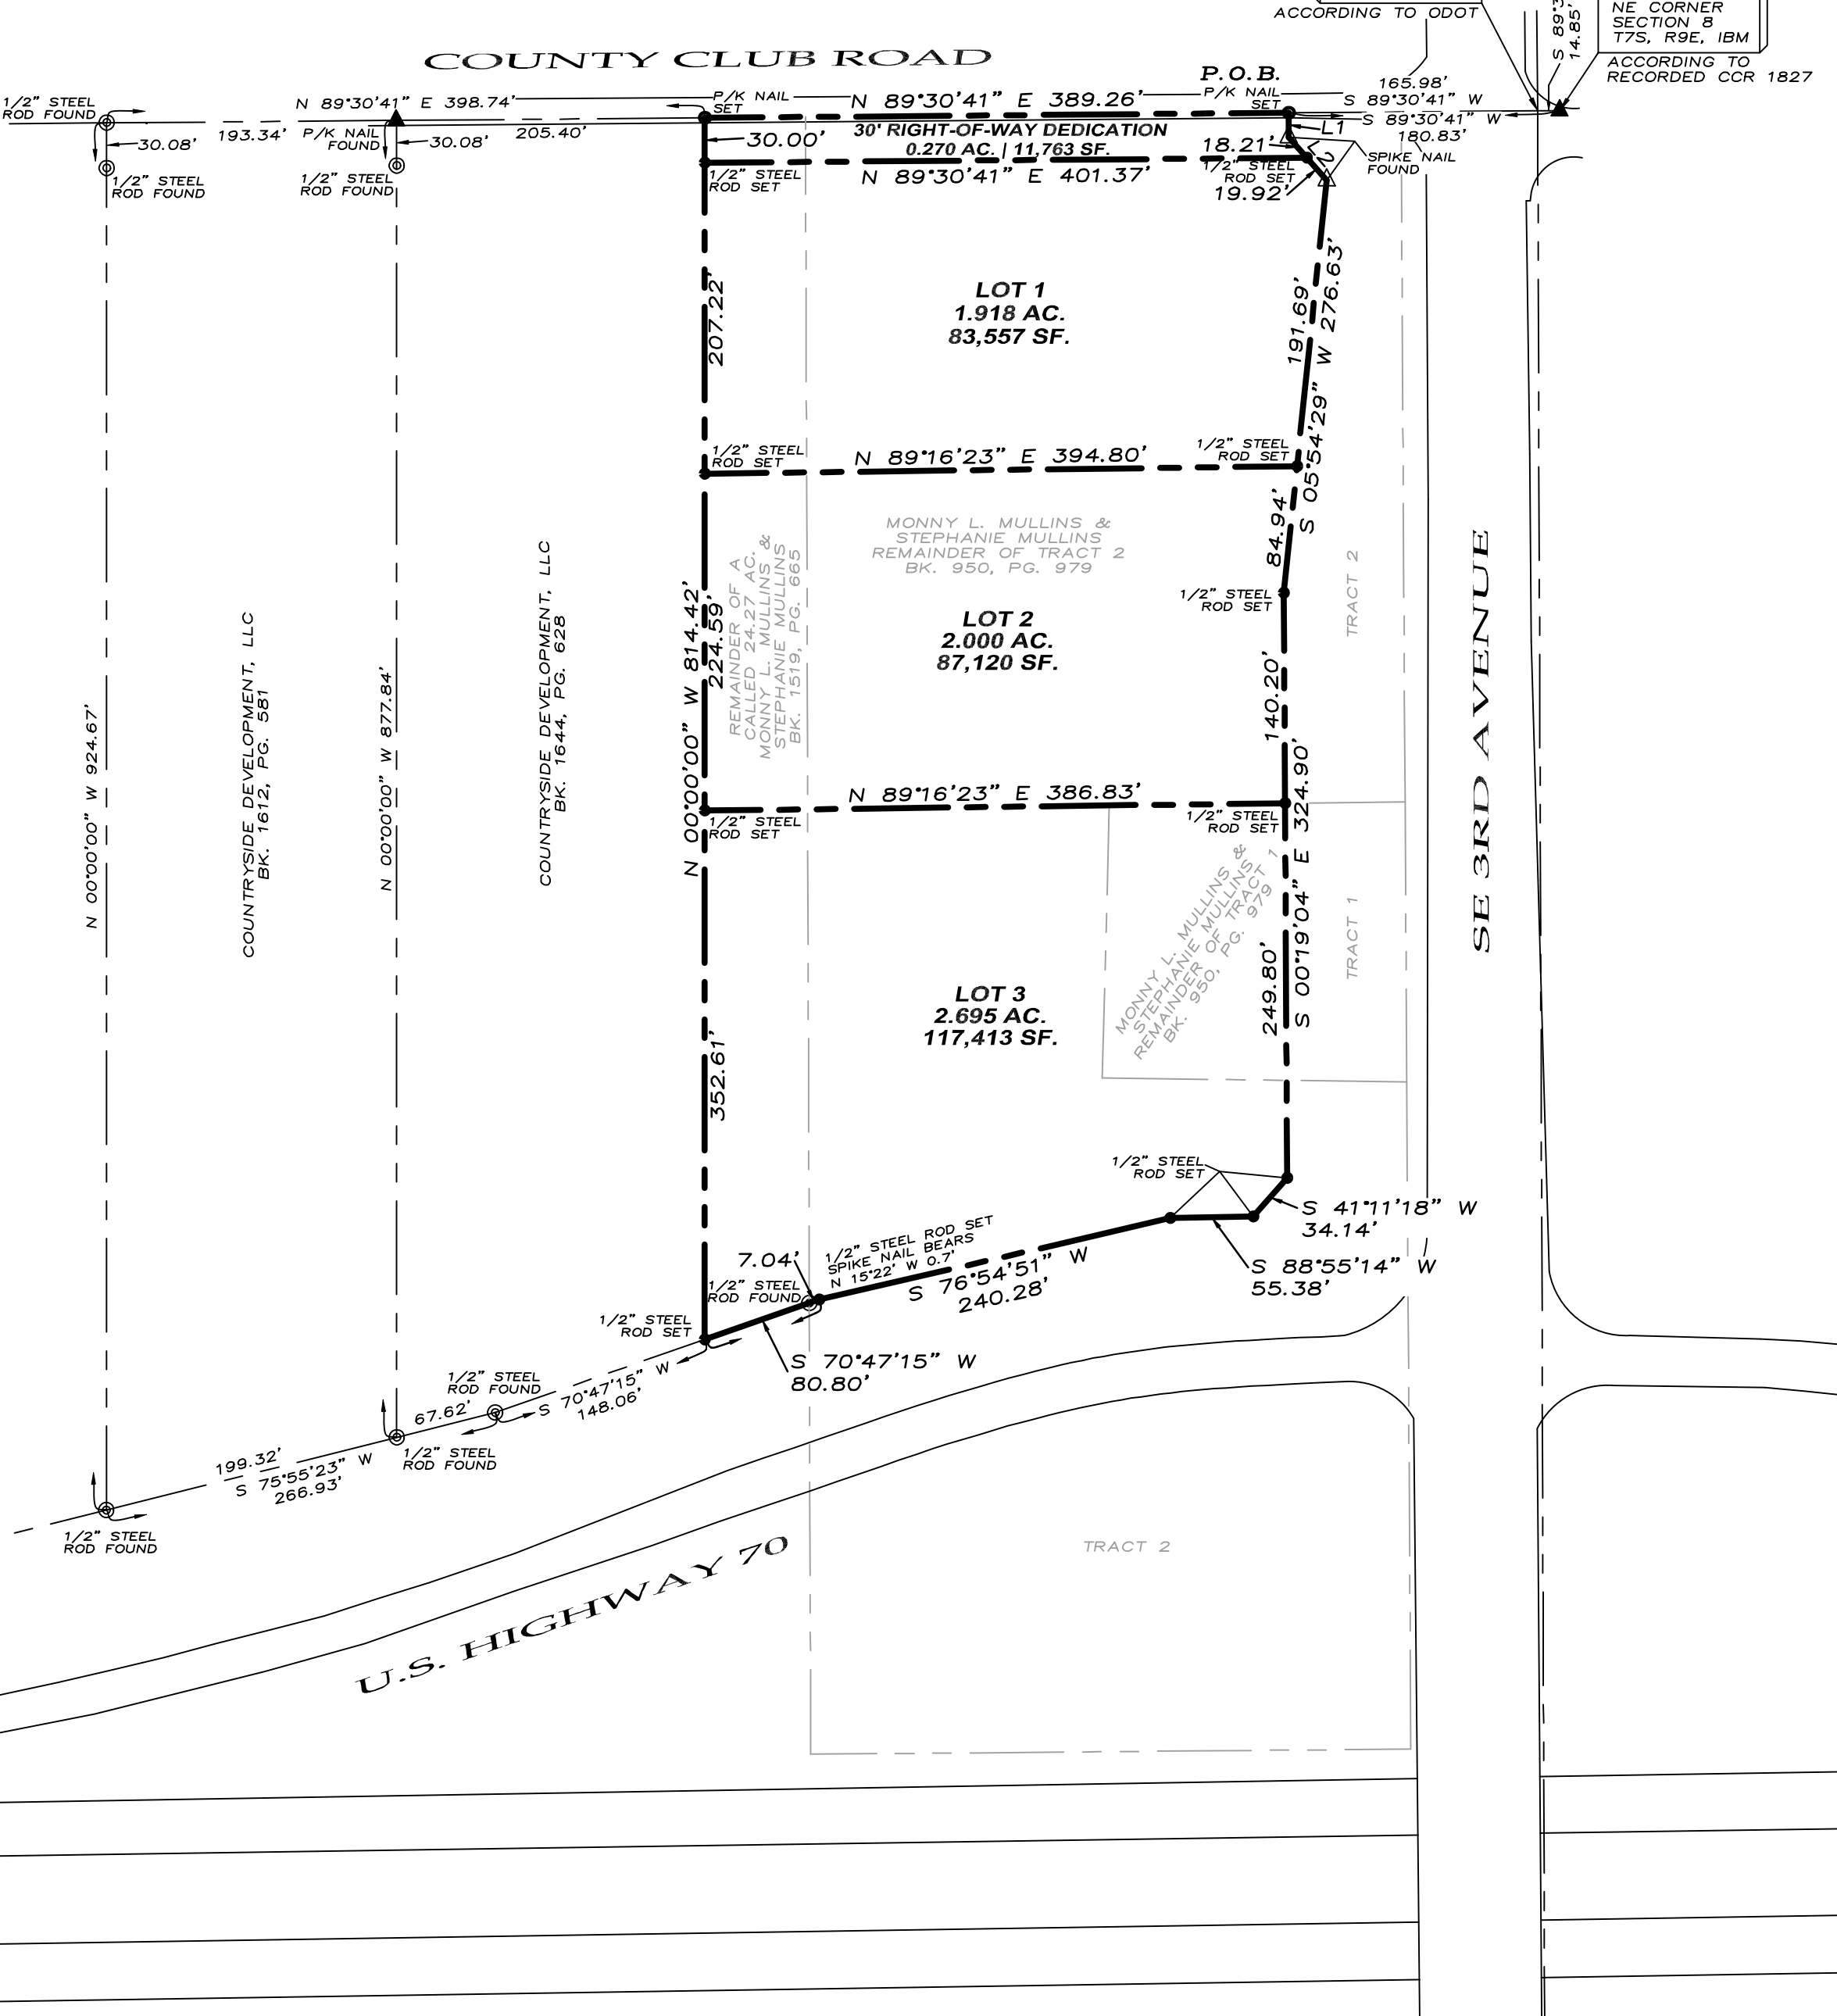 ACCORDING TO ODOT
S 89°3
14.85'
NE CORNER
SECTION 8
T7S, R9E, IBM
ACCORDING TO
RECORDED CCR 1827
COUNTY CLUB ROAD
P.O.B.
165.98'
S 89°30'41" W
S 89°30'41" W
180.83'
1/2" STEEL
ROD FOUND
N 89°30'41" E 398.74'
P/K NAIL
SET
N 89°30'41" E 389.26'
P/K NAIL
SET
193.34'
P/K NAIL
FOUND
205.40'
30.08'
30.08'
30.00'
30' RIGHT-OF-WAY DEDICATION
0.270 AC. | 11,763 SF.
18.21'
L1
L2
SPIKE NAIL
FOUND
1/2" STEEL
ROD FOUND
1/2" STEEL
ROD FOUND
1/2" STEEL
ROD SET
N 89°30'41" E 401.37'
1/2" STEEL
ROD SET
19.92'
207.22'
LOT 1
1.918 AC.
83,557 SF.
191.69'
S 05°54'29" W 276.63'
1/2" STEEL
ROD SET
N 89°16'23" E 394.80'
1/2" STEEL
ROD SET
84.94'
MONNY L. MULLINS &
STEPHANIE MULLINS
REMAINDER OF TRACT 2
BK. 950, PG. 979
REMAINDER OF A
CALLED 24.27 AC.
MONNY L. MULLINS &
STEPHANIE MULLINS
BK. 1519, PG. 665
N 00°00'00" W 814.42'
224.59'
LOT 2
2.000 AC.
87,120 SF.
1/2" STEEL
ROD SET
TRACT 2
SE 3RD AVENUE
140.20'
S 00°19'04" E 324.90'
N 00°00'00" W 924.67'
COUNTRYSIDE DEVELOPMENT, LLC
BK. 1612, PG. 581
N 00°00'00" W 877.84'
COUNTRYSIDE DEVELOPMENT, LLC
BK. 1644, PG. 628
N 89°16'23" E 386.83'
1/2" STEEL
ROD SET
1/2" STEEL
ROD SET
MONNY L. MULLINS &
STEPHANIE MULLINS
REMAINDER OF TRACT 1
BK. 950, PG. 979
TRACT 1
249.80'
LOT 3
2.695 AC.
117,413 SF.
352.61'
1/2" STEEL
ROD SET
S 41°11'18" W
34.14'
S 88°55'14" W
55.38'
1/2" STEEL ROD SET
SPIKE NAIL BEARS
N 15°22' W 0.7'
S 76°54'51" W
240.28'
7.04'
1/2" STEEL
ROD FOUND
1/2" STEEL
ROD SET
S 70°47'15" W
80.80'
1/2" STEEL
ROD FOUND
S 70°47'15" W
148.06'
67.62'
1/2" STEEL
ROD FOUND
199.32'
S 75°55'23" W
266.93'
1/2" STEEL
ROD FOUND
TRACT 2
U.S. HIGHWAY 70